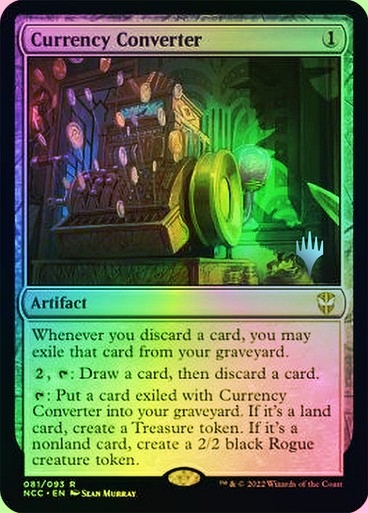 Currency Converter 1
Artifact
Whenever you discard a card, you may
exile that card from your graveyard.
2, T: Draw a card, then discard a card.
T: Put a card exiled with Currency
Converter into your graveyard. If it's a land
card, create a Treasure token. If it's a
nonland card, create a 2/2 black Rogue
creature token.
081/093 R
NCC • EN Sean Murray
™ & © 2022 Wizards of the Coast